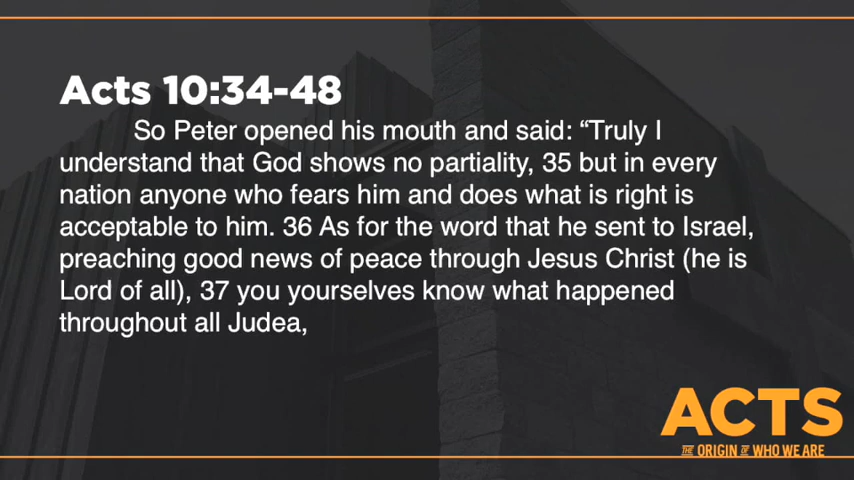 Acts 10:34-48
So Peter opened his mouth and said: “Truly I
understand that God shows no partiality, 35 but in every
nation anyone who fears him and does what is right is
acceptable to him. 36 As for the word that he sent to Israel,
preaching good news of peace through Jesus Christ (he is
Lord of all), 37 you yourselves know what happened
throughout all Judea,
ACTS
THE ORIGIN OF WHO WE ARE